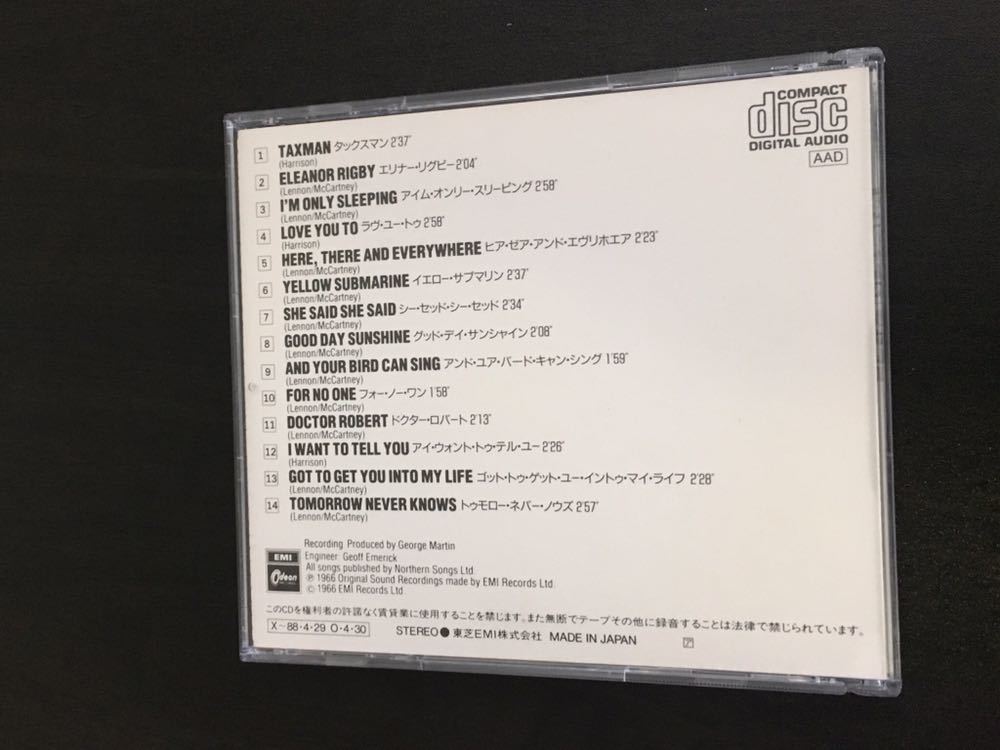 COMPACT
disc
DIGITAL AUDIO
AAD
1 TAXMAN タックスマン 2'37"
(Harrison)
2 ELEANOR RIGBY エリナー・リグビー 2'04"
(Lennon/McCartney)
3 I'M ONLY SLEEPING アイム・オンリー・スリーピング 2'58"
(Lennon/McCartney)
4 LOVE YOU TO ラヴ・ユー・トゥ 2'58"
(Harrison)
5 HERE, THERE AND EVERYWHERE ヒア・ゼア・アンド・エヴリホエア 2'23"
(Lennon/McCartney)
6 YELLOW SUBMARINE イエロー・サブマリン 2'37"
(Lennon/McCartney)
7 SHE SAID SHE SAID シー・セッド・シー・セッド 2'34"
(Lennon/McCartney)
8 GOOD DAY SUNSHINE グッド・デイ・サンシャイン 2'08"
(Lennon/McCartney)
9 AND YOUR BIRD CAN SING アンド・ユア・バード・キャン・シング 1'59"
(Lennon/McCartney)
10 FOR NO ONE フォー・ノー・ワン 1'58"
(Lennon/McCartney)
11 DOCTOR ROBERT ドクター・ロバート 2'13"
(Lennon/McCartney)
12 I WANT TO TELL YOU アイ・ウォント・トゥ・テル・ユー 2'26"
(Harrison)
13 GOT TO GET YOU INTO MY LIFE ゴット・トゥ・ゲット・ユー・イントゥ・マイ・ライフ 2'28"
(Lennon/McCartney)
14 TOMORROW NEVER KNOWS トゥモロー・ネバー・ノウズ 2'57"
(Lennon/McCartney)
EMI
Odeon
Recording Produced by George Martin
Engineer: Geoff Emerick
All songs published by Northern Songs Ltd
℗ 1966 Original Sound Recordings made by EMI Records Ltd
© 1966 EMI Records Ltd
このCDを権利者の許諾なく賃貸業に使用することを禁じます。また無断でテープその他に録音することは法律で禁じられています。
X~88・4・29 O・4・30 STEREO● 東芝EMI株式会社 MADE IN JAPAN ア